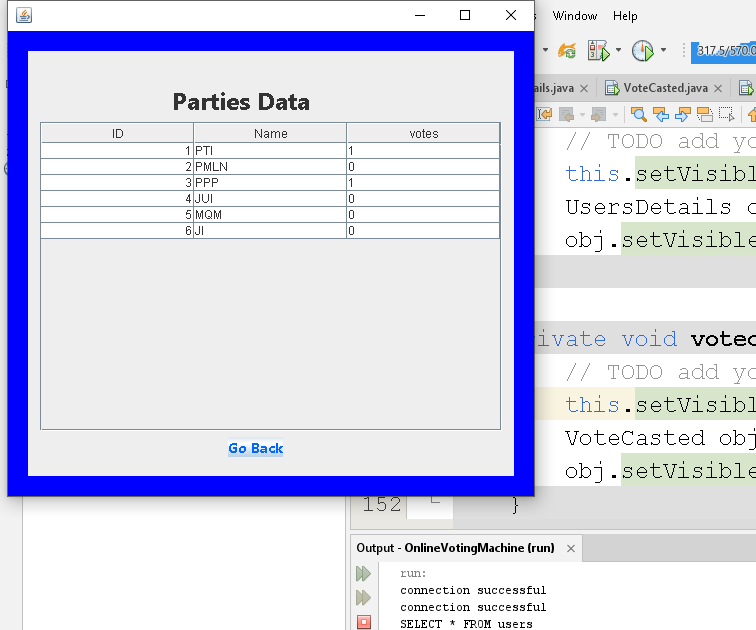 Window Help
317.5/570.0
ails.java VoteCasted.java
Parties Data
ID Name votes
1 PTI 1
2 PMLN 0
3 PPP 1
4 JUI 0
5 MQM 0
6 JI 0
Go Back
// TODO add yo
this.setVisibl
UsersDetails o
obj.setVisible
ivate void votec
// TODO add yo
this.setVisibl
VoteCasted obj
obj.setVisible
152 }
Output - OnlineVotingMachine (run)
run:
connection successful
connection successful
SELECT * FROM users